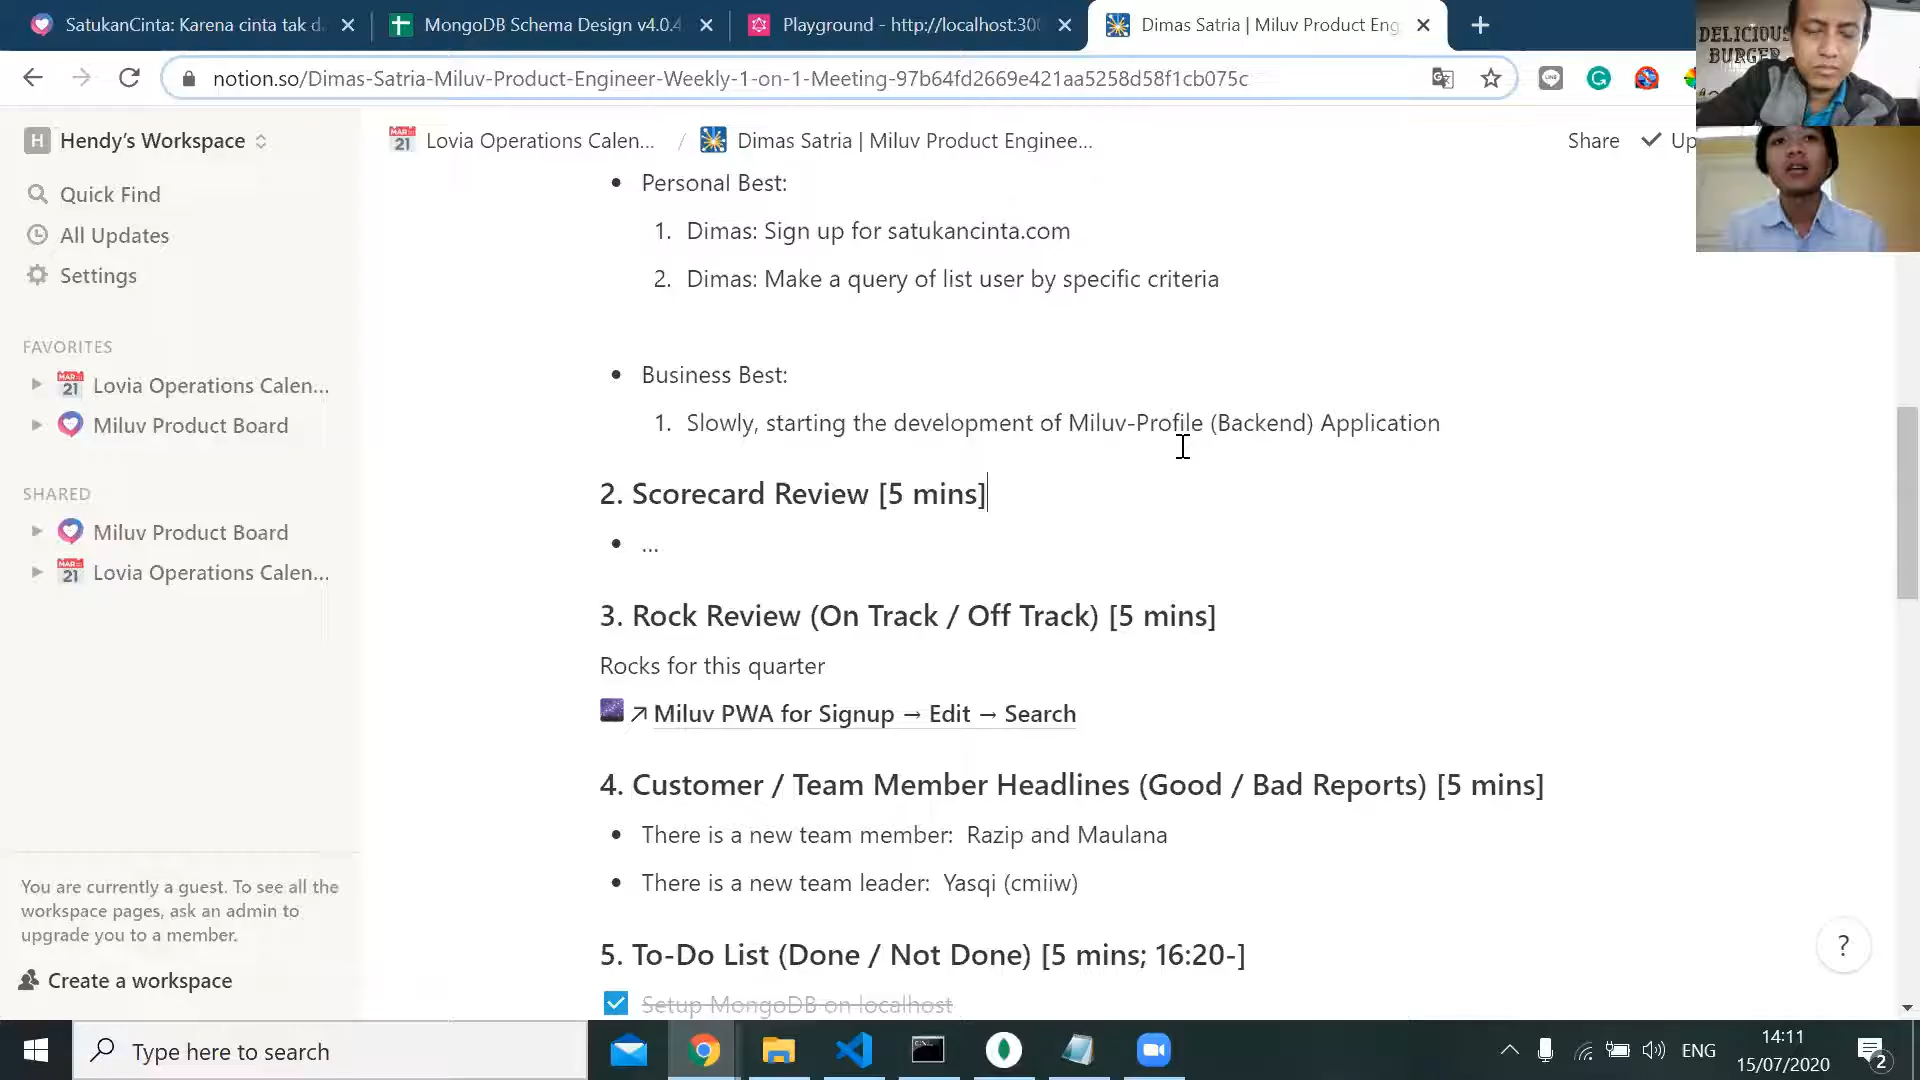 SatukanCinta: Karena cinta tak d
MongoDB Schema Design v4.0.4
Playground - http://localhost:300
Dimas Satria | Miluv Product Eng
notion.so/Dimas-Satria-Miluv-Product-Engineer-Weekly-1-on-1-Meeting-97b64fd2669e421aa5258d58f1cb075c
DELICIOUS
BURGER
H Hendy's Workspace
MAR 21 Lovia Operations Calen... / Dimas Satria | Miluv Product Enginee...
Share ✓ Up
Quick Find
All Updates
Settings
FAVORITES
MAR 21 Lovia Operations Calen...
Miluv Product Board
SHARED
Miluv Product Board
MAR 21 Lovia Operations Calen...
You are currently a guest. To see all the
workspace pages, ask an admin to
upgrade you to a member.
Create a workspace
• Personal Best:
1. Dimas: Sign up for satukancinta.com
2. Dimas: Make a query of list user by specific criteria
• Business Best:
1. Slowly, starting the development of Miluv-Profile (Backend) Application
2. Scorecard Review [5 mins]
• ...
3. Rock Review (On Track / Off Track) [5 mins]
Rocks for this quarter
↗ Miluv PWA for Signup → Edit → Search
4. Customer / Team Member Headlines (Good / Bad Reports) [5 mins]
• There is a new team member: Razip and Maulana
• There is a new team leader: Yasqi (cmiiw)
5. To-Do List (Done / Not Done) [5 mins; 16:20-]
Setup MongoDB on localhost
?
Type here to search
ENG
14:11
15/07/2020
2